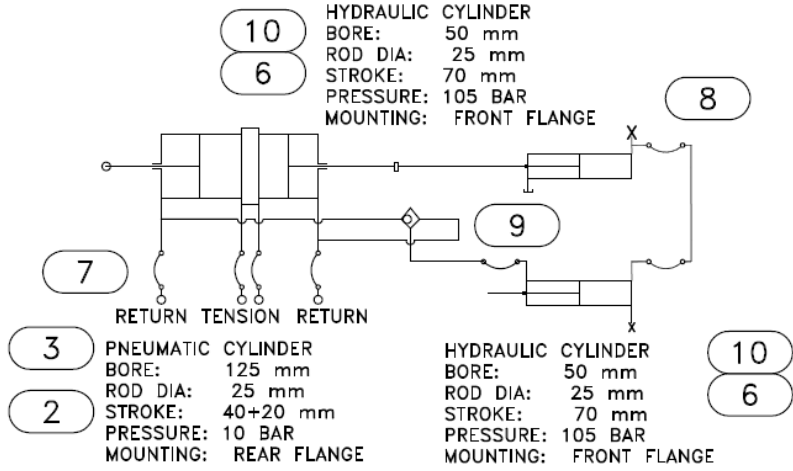 10
6
HYDRAULIC CYLINDER
BORE: 50 mm
ROD DIA: 25 mm
STROKE: 70 mm
PRESSURE: 105 BAR
MOUNTING: FRONT FLANGE
8
X
9
7
RETURN TENSION RETURN
X
3
2
PNEUMATIC CYLINDER
BORE: 125 mm
ROD DIA: 25 mm
STROKE: 40+20 mm
PRESSURE: 10 BAR
MOUNTING: REAR FLANGE
HYDRAULIC CYLINDER
BORE: 50 mm
ROD DIA: 25 mm
STROKE: 70 mm
PRESSURE: 105 BAR
MOUNTING: FRONT FLANGE
10
6